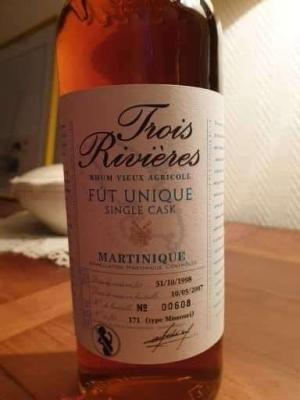 Trois
Rivières
RHUM VIEUX AGRICOLE
FÛT UNIQUE
SINGLE CASK
MARTINIQUE
APPELLATION MARTINIQUE CONTRÔLÉE
31/10/1998
10/05/2007
Nº 00608
171 (type Missouri)